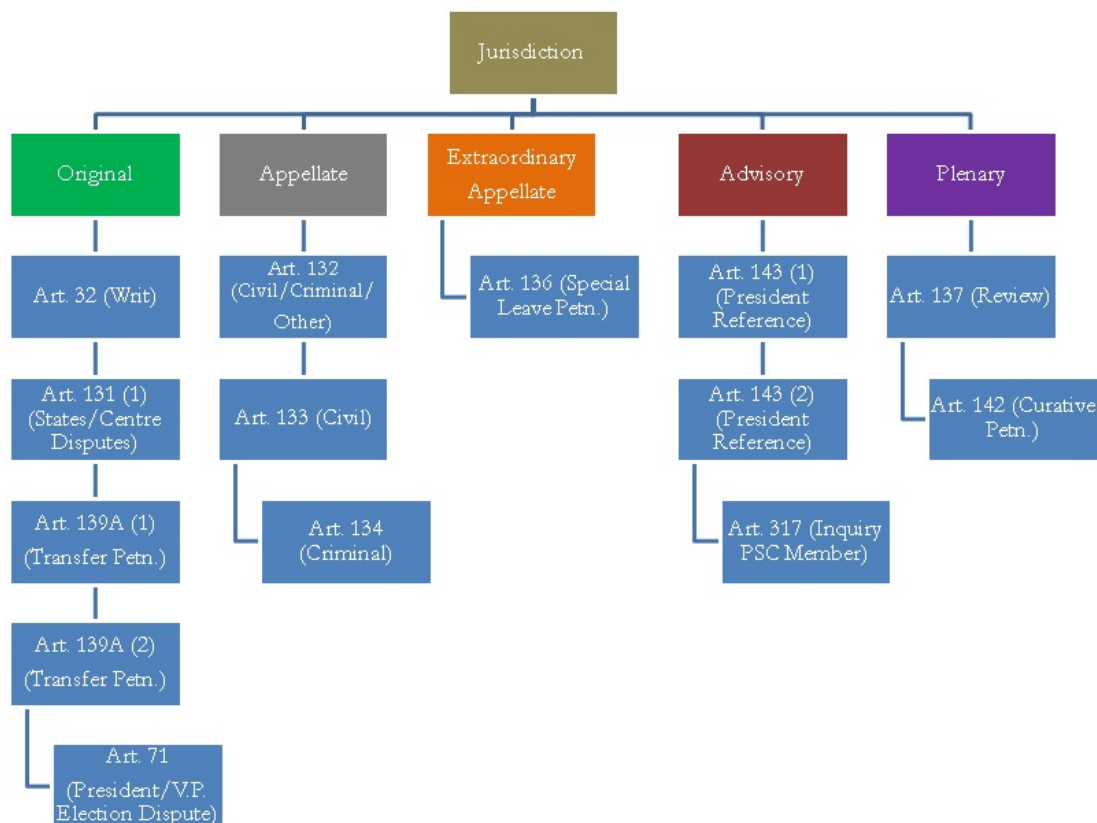 Jurisdiction
Original
Appellate
Extraordinary
Appellate
Advisory
Plenary
Art. 32 (Writ)
Art. 131 (1)
(States/Centre
Disputes)
Art. 139A (1)
(Transfer Petn.)
Art. 139A (2)
(Transfer Petn.)
Art. 71
(President/V.P.
Election Dispute)
Art. 132
(Civil/Criminal/
Other)
Art. 133 (Civil)
Art. 134
(Criminal)
Art. 136 (Special
Leave Petn.)
Art. 143 (1)
(President
Reference)
Art. 143 (2)
(President
Reference)
Art. 317 (Inquiry
PSC Member)
Art. 137 (Review)
Art. 142 (Curative
Petn.)